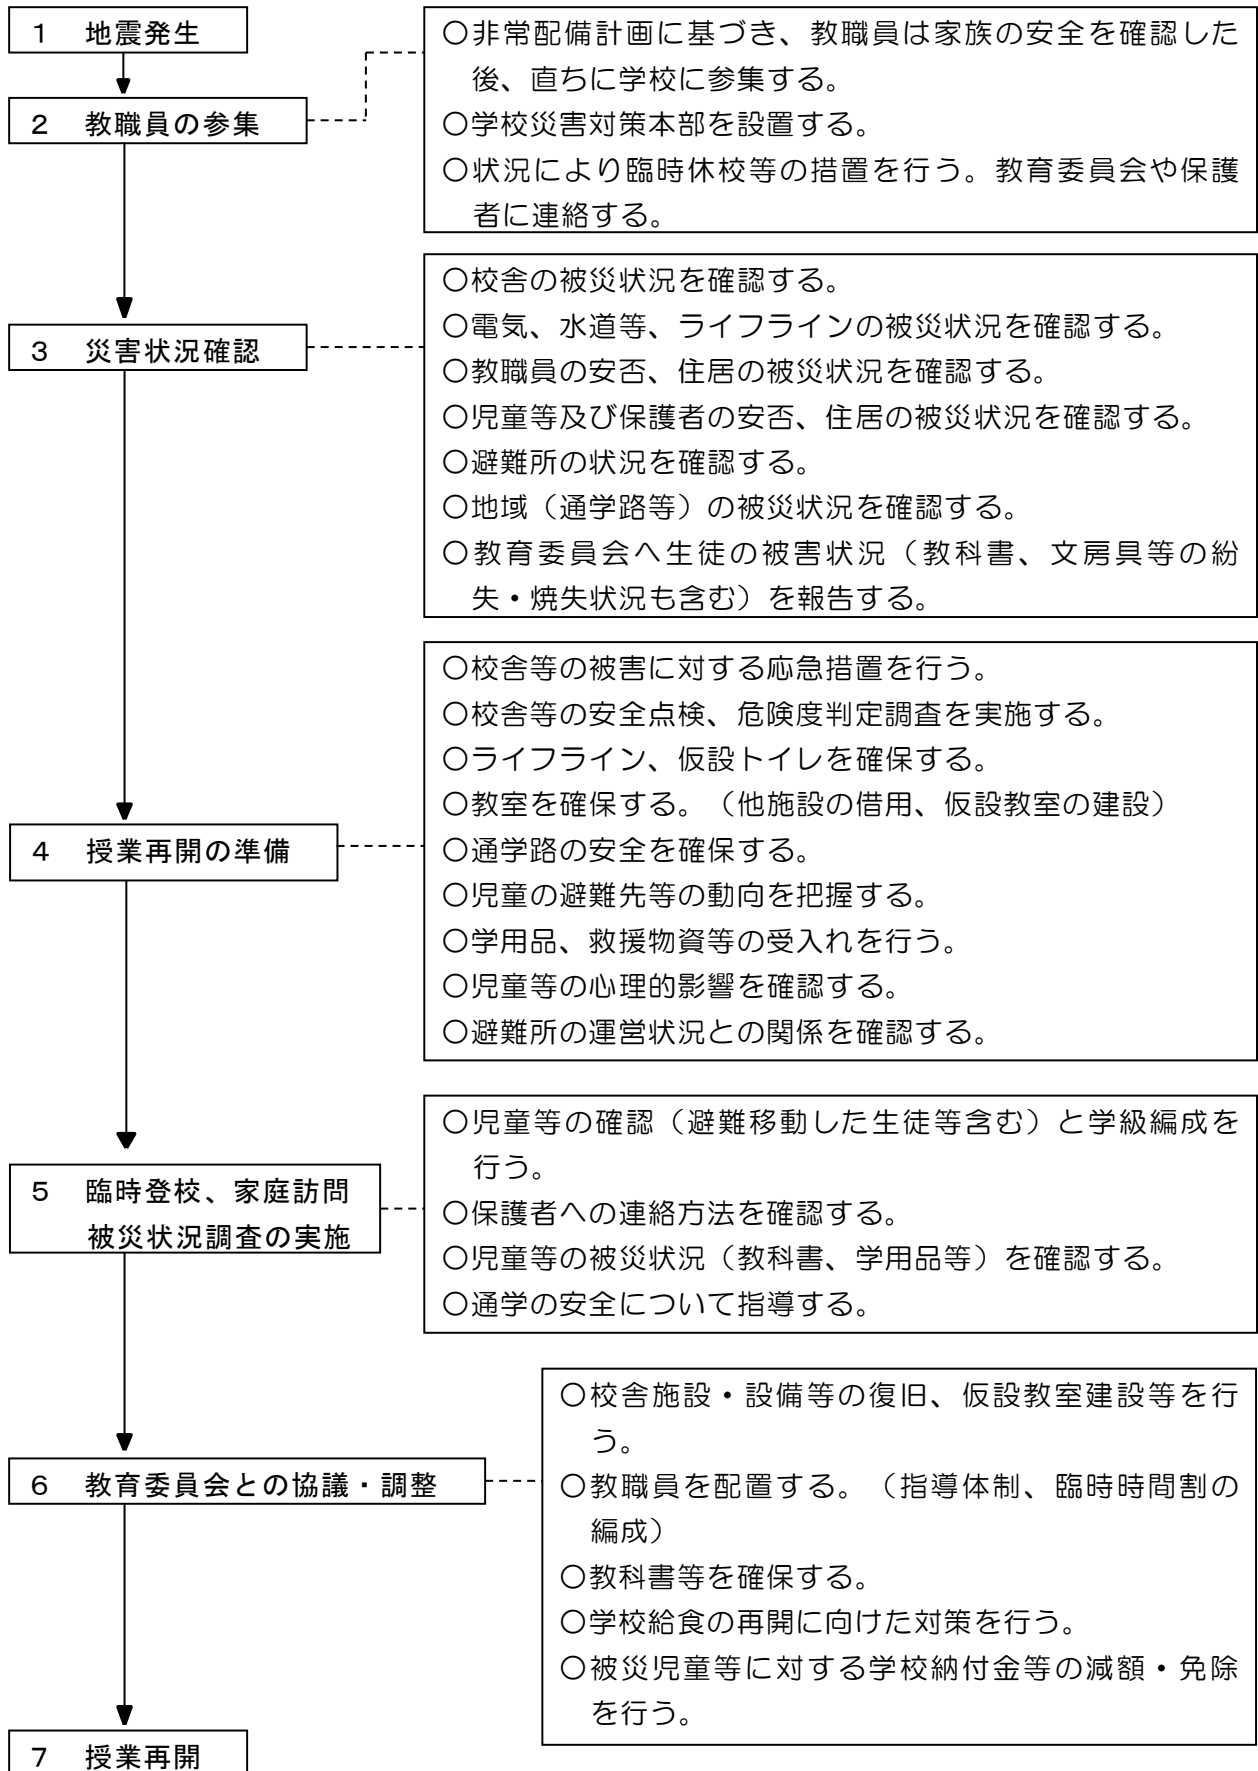 1 地震発生
2 教職員の参集
〇非常配備計画に基づき、教職員は家族の安全を確認した
後、直ちに学校に参集する。
〇学校災害対策本部を設置する。
〇状況により臨時休校等の措置を行う。教育委員会や保護
者に連絡する。
3 災害状況確認
〇校舎の被災状況を確認する。
〇電気、水道等、ライフラインの被災状況を確認する。
〇教職員の安否、住居の被災状況を確認する。
〇児童等及び保護者の安否、住居の被災状況を確認する。
〇避難所の状況を確認する。
〇地域（通学路等）の被災状況を確認する。
〇教育委員会へ生徒の被害状況（教科書、文房具等の紛
失・焼失状況も含む）を報告する。
4 授業再開の準備
〇校舎等の被害に対する応急措置を行う。
〇校舎等の安全点検、危険度判定調査を実施する。
〇ライフライン、仮設トイレを確保する。
〇教室を確保する。（他施設の借用、仮設教室の建設）
〇通学路の安全を確保する。
〇児童の避難先等の動向を把握する。
〇学用品、救援物資等の受入れを行う。
〇児童等の心理的影響を確認する。
〇避難所の運営状況との関係を確認する。
5 臨時登校、家庭訪問
被災状況調査の実施
〇児童等の確認（避難移動した生徒等含む）と学級編成を
行う。
〇保護者への連絡方法を確認する。
〇児童等の被災状況（教科書、学用品等）を確認する。
〇通学の安全について指導する。
6 教育委員会との協議・調整
〇校舎施設・設備等の復旧、仮設教室建設等を行
う。
〇教職員を配置する。（指導体制、臨時時間割の
編成）
〇教科書等を確保する。
〇学校給食の再開に向けた対策を行う。
〇被災児童等に対する学校納付金等の減額・免除
を行う。
7 授業再開